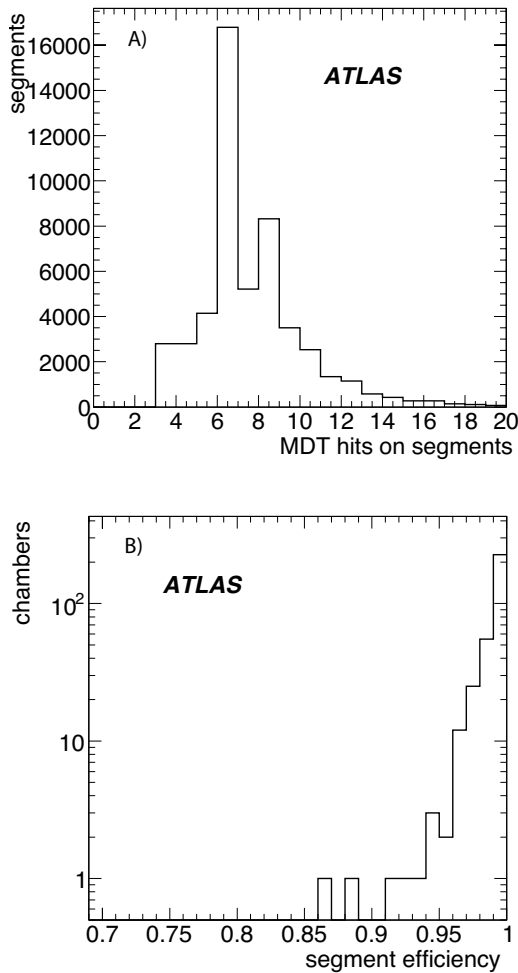 A)
ATLAS
segments
16000
14000
12000
10000
8000
6000
4000
2000
0
0 2 4 6 8 10 12 14 16 18 20
MDT hits on segments
B)
ATLAS
chambers
10²
10
1
0.7 0.75 0.8 0.85 0.9 0.95 1
segment efficiency